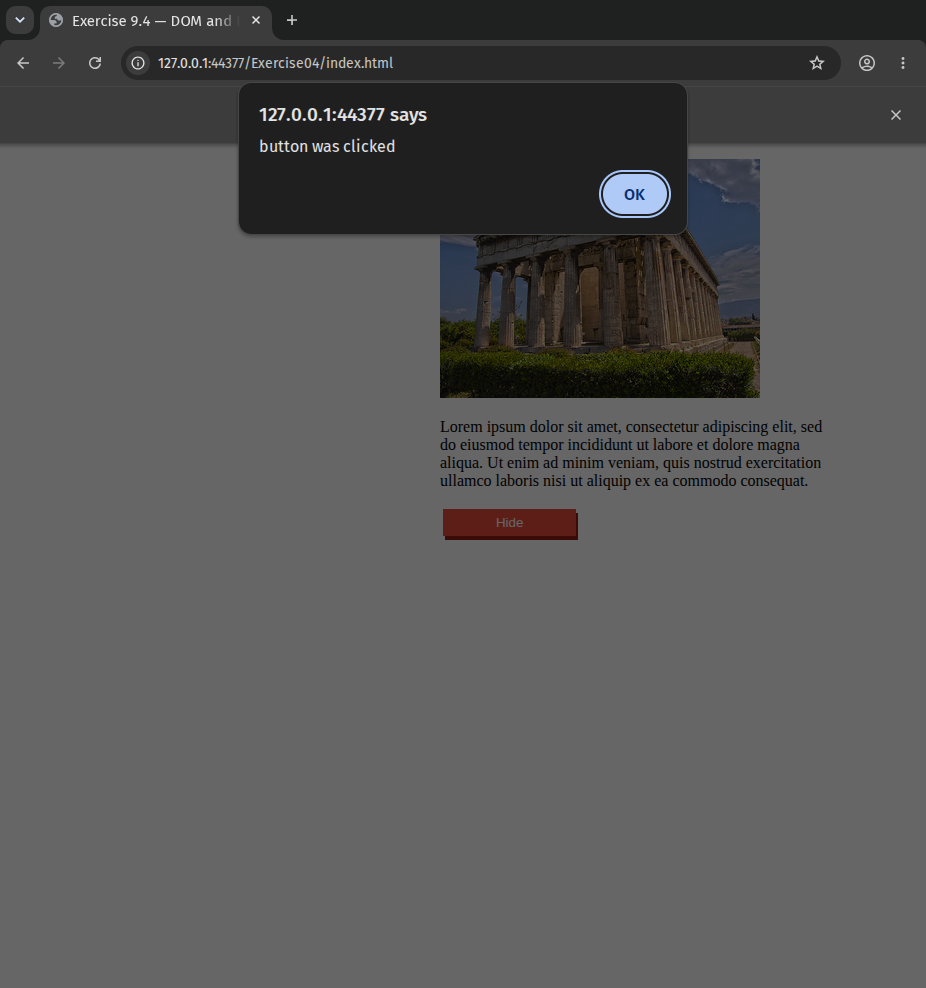 Exercise 9.4 — DOM and
127.0.0.1:44377/Exercise04/index.html
127.0.0.1:44377 says
button was clicked
OK
Lorem ipsum dolor sit amet, consectetur adipiscing elit, sed
do eiusmod tempor incididunt ut labore et dolore magna
aliqua. Ut enim ad minim veniam, quis nostrud exercitation
ullamco laboris nisi ut aliquip ex ea commodo consequat.
Hide